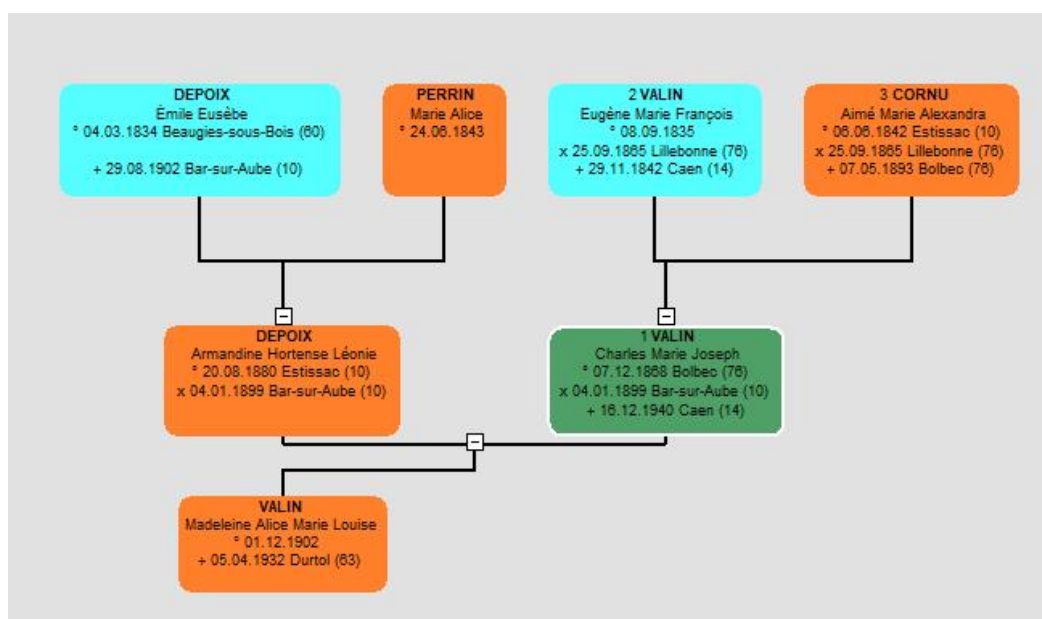 DEPOIX
Émile Eusèbe
° 04.03.1834 Beaugies-sous-Bois (60)
+ 29.08.1902 Bar-sur-Aube (10)
PERRIN
Marie Alice
° 24.06.1843
2 VALIN
Eugène Marie François
° 08.09.1835
x 25.09.1865 Lillebonne (76)
+ 29.11.1842 Caen (14)
3 CORNU
Aimé Marie Alexandra
° 06.06.1842 Estissac (10)
x 25.09.1865 Lillebonne (76)
+ 07.05.1893 Bolbec (76)
DEPOIX
Armandine Hortense Léonie
° 20.08.1880 Estissac (10)
x 04.01.1899 Bar-sur-Aube (10)
1 VALIN
Charles Marie Joseph
° 07.12.1868 Bolbec (76)
x 04.01.1899 Bar-sur-Aube (10)
+ 16.12.1940 Caen (14)
VALIN
Madeleine Alice Marie Louise
° 01.12.1902
+ 05.04.1932 Durtol (63)